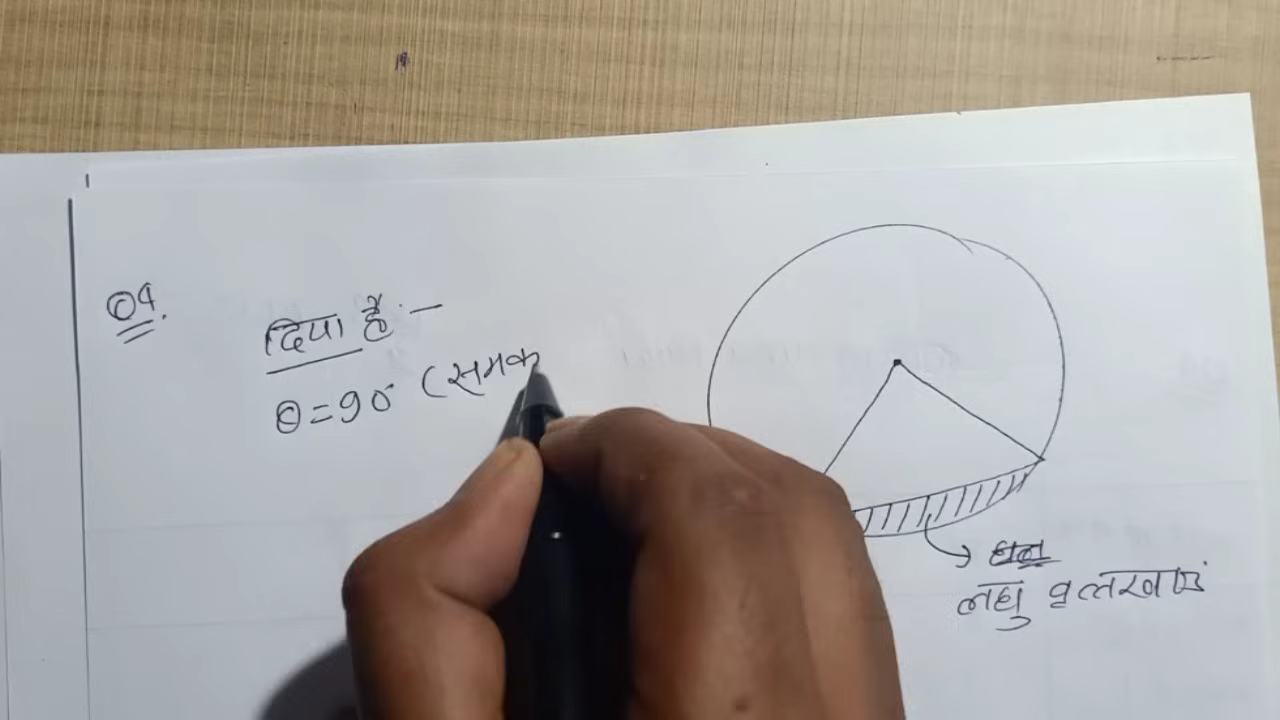 Q4.
दिया है :-
θ = 90° (समक
लघु वृत्तखण्ड